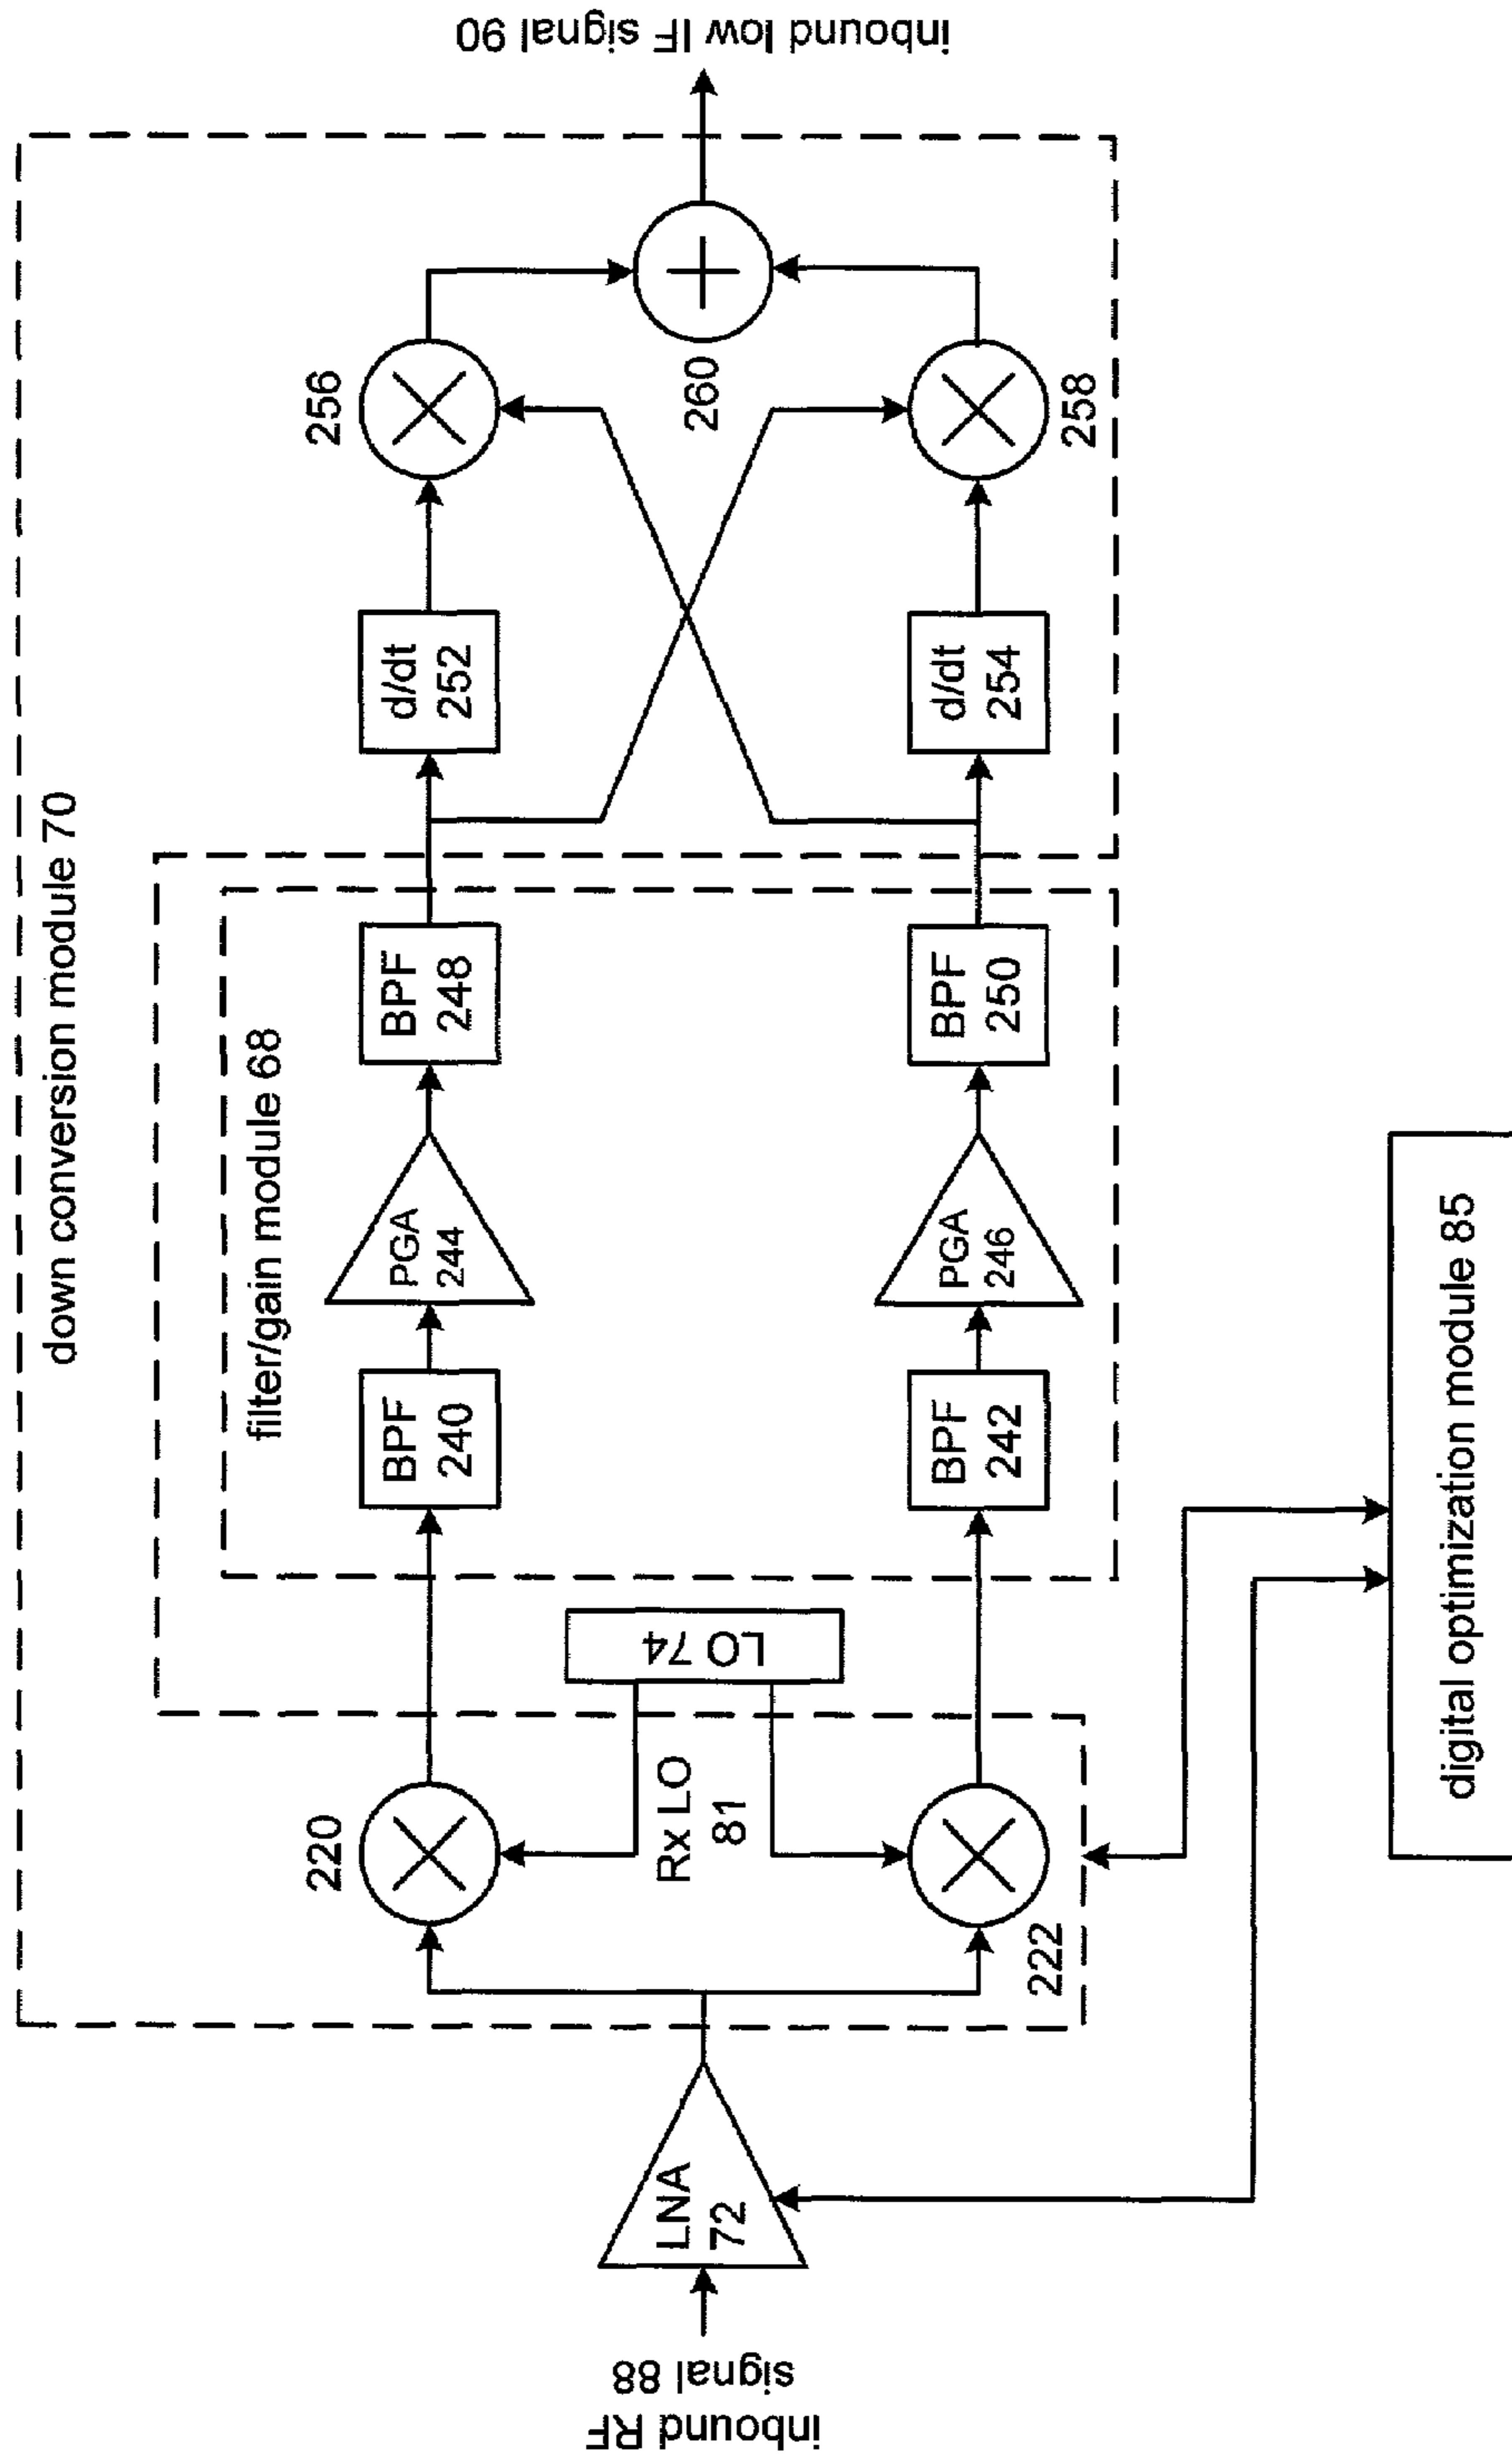 down conversion module 70
filter/gain module 68
inbound RF
signal 88
LNA
72
220
222
Rx LO
81
LO 74
BPF
240
PGA
244
BPF
248
BPF
242
PGA
246
BPF
250
d/dt
252
d/dt
254
256
258
260
inbound low IF signal 90
digital optimization module 85